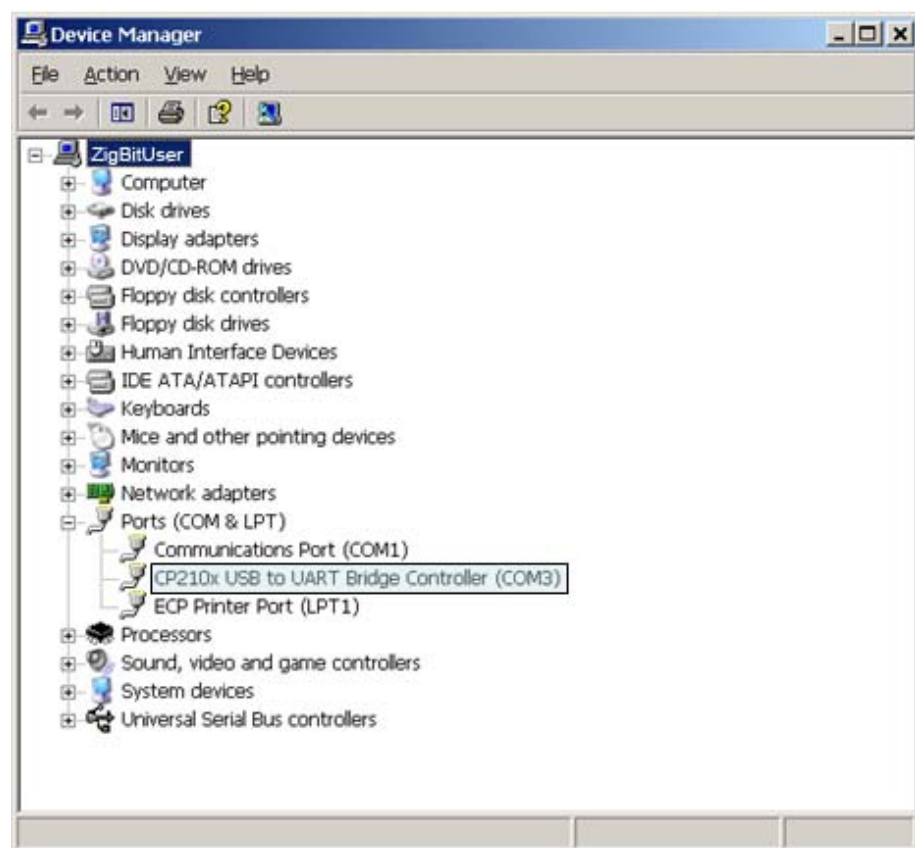 Device Manager
File Action View Help
ZigBitUser
Computer
Disk drives
Display adapters
DVD/CD-ROM drives
Floppy disk controllers
Floppy disk drives
Human Interface Devices
IDE ATA/ATAPI controllers
Keyboards
Mice and other pointing devices
Monitors
Network adapters
Ports (COM & LPT)
Communications Port (COM1)
CP210x USB to UART Bridge Controller (COM3)
ECP Printer Port (LPT1)
Processors
Sound, video and game controllers
System devices
Universal Serial Bus controllers